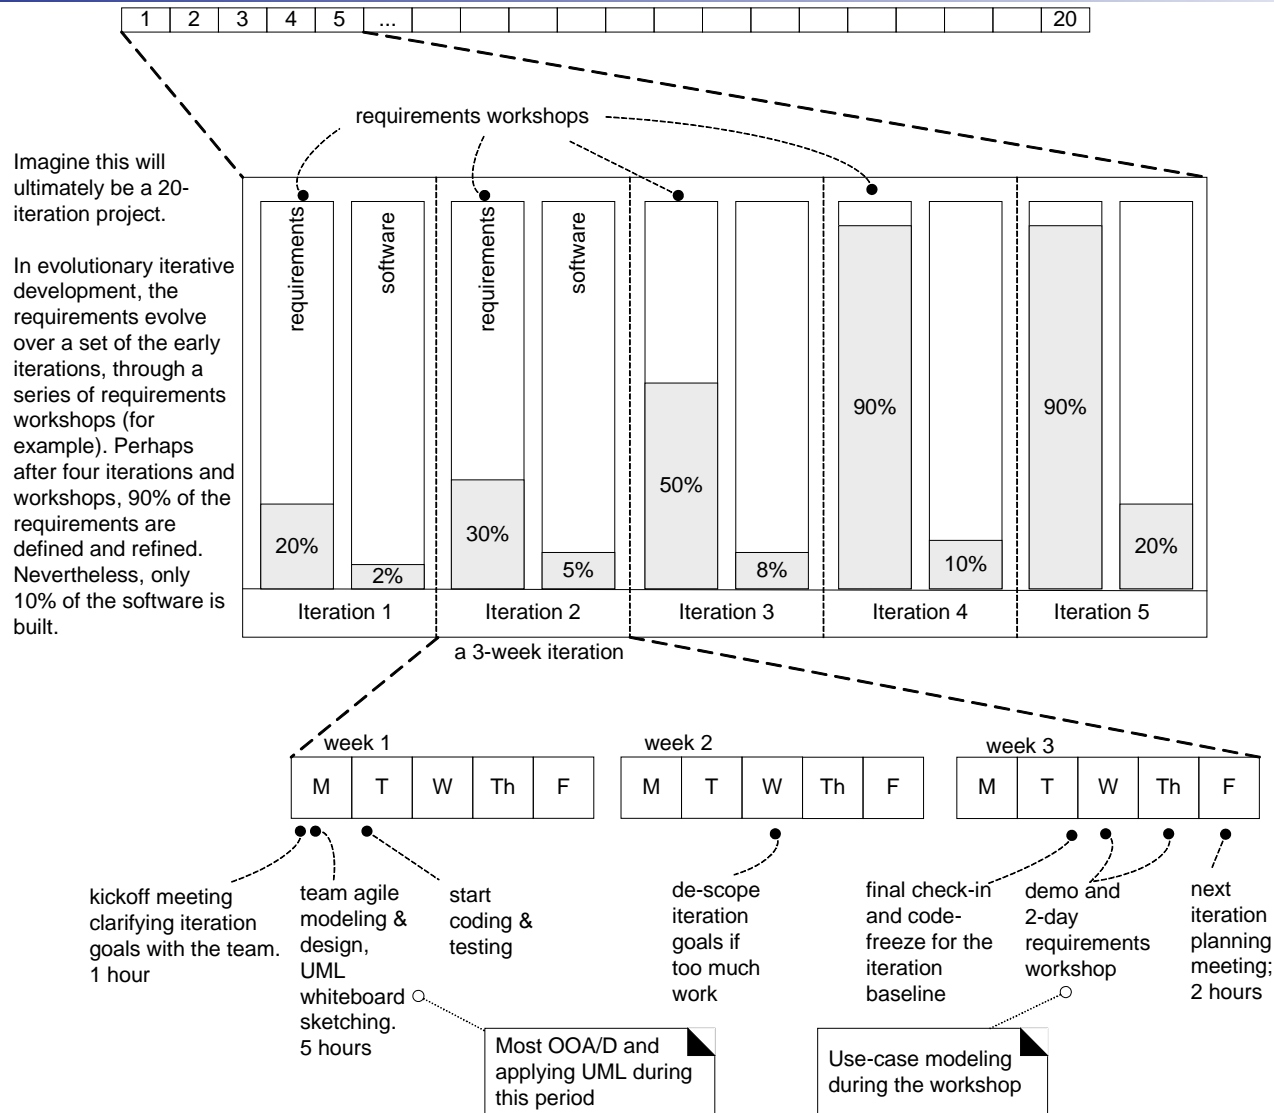 1 2 3 4 5 ... 20
requirements workshops
Imagine this will
ultimately be a 20-
iteration project.
In evolutionary iterative
development, the
requirements evolve
over a set of the early
iterations, through a
series of requirements
workshops (for
example). Perhaps
after four iterations and
workshops, 90% of the
requirements are
defined and refined.
Nevertheless, only
10% of the software is
built.
requirements
software
requirements
software
20%
2%
30%
5%
50%
8%
90%
10%
90%
20%
Iteration 1
Iteration 2
Iteration 3
Iteration 4
Iteration 5
a 3-week iteration
week 1
M T W Th F
week 2
M T W Th F
week 3
M T W Th F
kickoff meeting
clarifying iteration
goals with the team.
1 hour
team agile
modeling &
design,
UML
whiteboard
sketching.
5 hours
start
coding &
testing
de-scope
iteration
goals if
too much
work
final check-in
and code-
freeze for the
iteration
baseline
demo and
2-day
requirements
workshop
next
iteration
planning
meeting;
2 hours
Most OOA/D and
applying UML during
this period
Use-case modeling
during the workshop